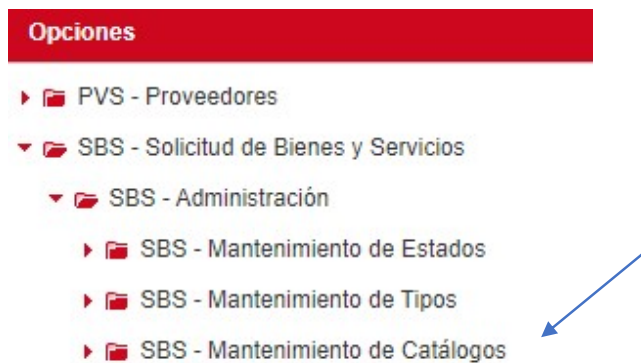 Opciones
PVS - Proveedores
SBS - Solicitud de Bienes y Servicios
SBS - Administración
SBS - Mantenimiento de Estados
SBS - Mantenimiento de Tipos
SBS - Mantenimiento de Catálogos